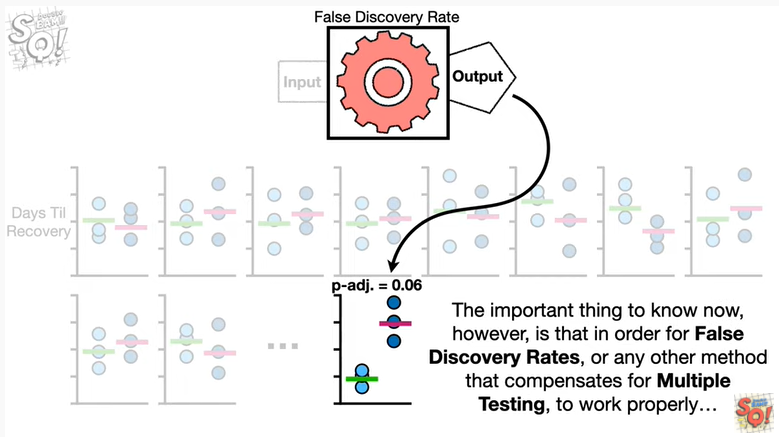 False Discovery Rate
Input
Output
Days Til
Recovery
p-adj. = 0.06
The important thing to know now,
however, is that in order for False
Discovery Rates, or any other method
that compensates for Multiple
Testing, to work properly…
SQ!